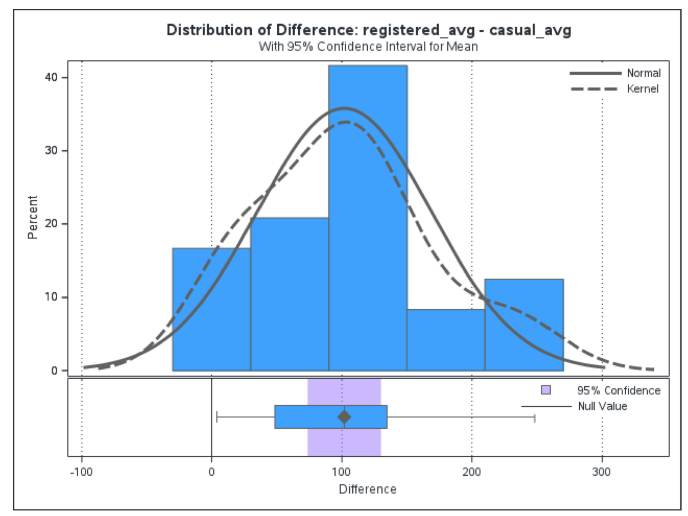 Distribution of Difference: registered_avg - casual_avg
With 95% Confidence Interval for Mean
Normal
Kernel
40
30
20
10
0
Percent
95% Confidence
Null Value
-100 0 100 200 300
Difference